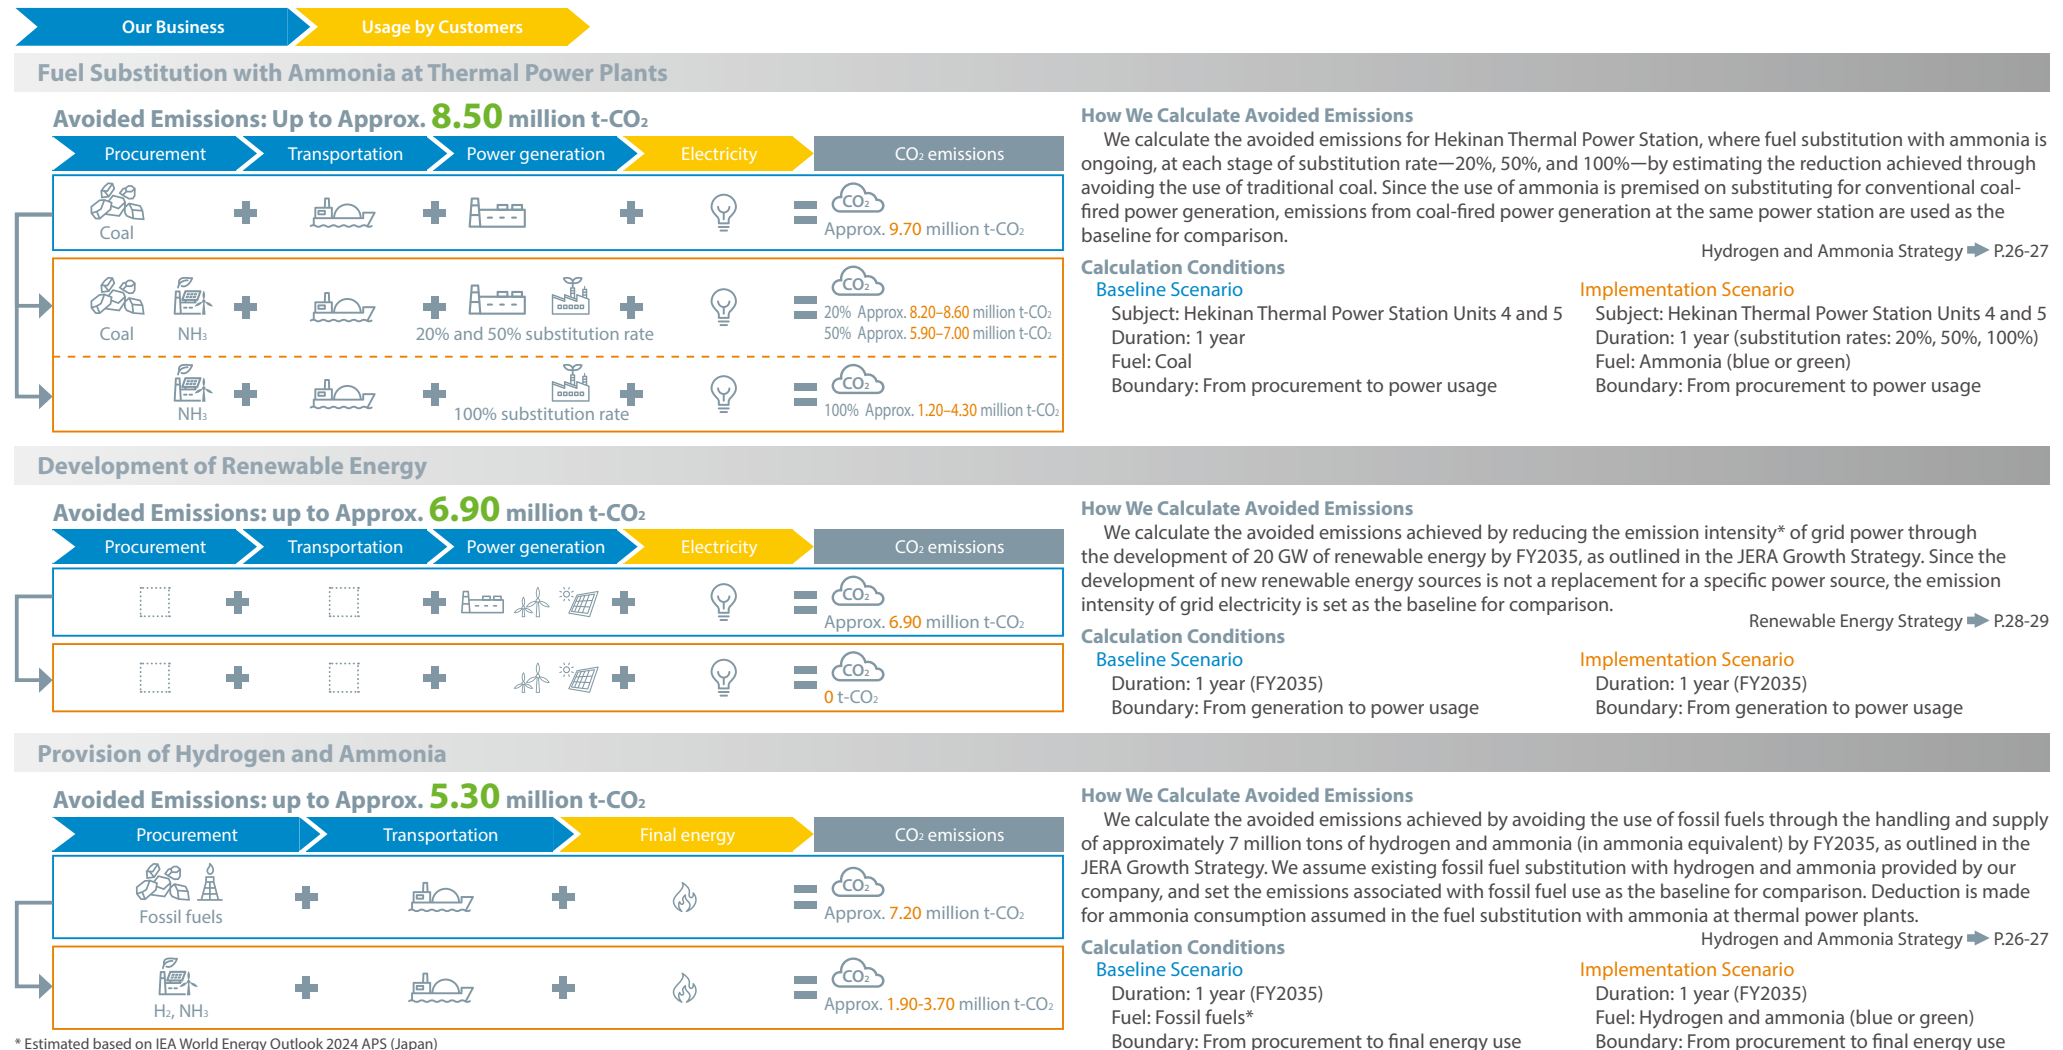 Our Business
Usage by Customers
Fuel Substitution with Ammonia at Thermal Power Plants
Avoided Emissions: Up to Approx. 8.50 million t-CO₂
Procurement
Transportation
Power generation
Electricity
CO₂ emissions
Coal
CO₂
Approx. 9.70 million t-CO₂
Coal
NH₃
20% and 50% substitution rate
CO₂
20% Approx. 8.20–8.60 million t-CO₂
50% Approx. 5.90–7.00 million t-CO₂
NH₃
100% substitution rate
CO₂
100% Approx. 1.20–4.30 million t-CO₂
How We Calculate Avoided Emissions
We calculate the avoided emissions for Hekinan Thermal Power Station, where fuel substitution with ammonia is
ongoing, at each stage of substitution rate—20%, 50%, and 100%—by estimating the reduction achieved through
avoiding the use of traditional coal. Since the use of ammonia is premised on substituting for conventional coal-
fired power generation, emissions from coal-fired power generation at the same power station are used as the
baseline for comparison.
Hydrogen and Ammonia Strategy P.26-27
Calculation Conditions
Baseline Scenario
Subject: Hekinan Thermal Power Station Units 4 and 5
Duration: 1 year
Fuel: Coal
Boundary: From procurement to power usage
Implementation Scenario
Subject: Hekinan Thermal Power Station Units 4 and 5
Duration: 1 year (substitution rates: 20%, 50%, 100%)
Fuel: Ammonia (blue or green)
Boundary: From procurement to power usage
Development of Renewable Energy
Avoided Emissions: up to Approx. 6.90 million t-CO₂
Procurement
Transportation
Power generation
Electricity
CO₂ emissions
CO₂
Approx. 6.90 million t-CO₂
CO₂
0 t-CO₂
How We Calculate Avoided Emissions
We calculate the avoided emissions achieved by reducing the emission intensity* of grid power through
the development of 20 GW of renewable energy by FY2035, as outlined in the JERA Growth Strategy. Since the
development of new renewable energy sources is not a replacement for a specific power source, the emission
intensity of grid electricity is set as the baseline for comparison.
Renewable Energy Strategy P.28-29
Calculation Conditions
Baseline Scenario
Duration: 1 year (FY2035)
Boundary: From generation to power usage
Implementation Scenario
Duration: 1 year (FY2035)
Boundary: From generation to power usage
Provision of Hydrogen and Ammonia
Avoided Emissions: up to Approx. 5.30 million t-CO₂
Procurement
Transportation
Final energy
CO₂ emissions
Fossil fuels
CO₂
Approx. 7.20 million t-CO₂
H₂, NH₃
CO₂
Approx. 1.90-3.70 million t-CO₂
How We Calculate Avoided Emissions
We calculate the avoided emissions achieved by avoiding the use of fossil fuels through the handling and supply
of approximately 7 million tons of hydrogen and ammonia (in ammonia equivalent) by FY2035, as outlined in the
JERA Growth Strategy. We assume existing fossil fuel substitution with hydrogen and ammonia provided by our
company, and set the emissions associated with fossil fuel use as the baseline for comparison. Deduction is made
for ammonia consumption assumed in the fuel substitution with ammonia at thermal power plants.
Hydrogen and Ammonia Strategy P.26-27
Calculation Conditions
Baseline Scenario
Duration: 1 year (FY2035)
Fuel: Fossil fuels*
Boundary: From procurement to final energy use
Implementation Scenario
Duration: 1 year (FY2035)
Fuel: Hydrogen and ammonia (blue or green)
Boundary: From procurement to final energy use
* Estimated based on IEA World Energy Outlook 2024 APS (Japan)